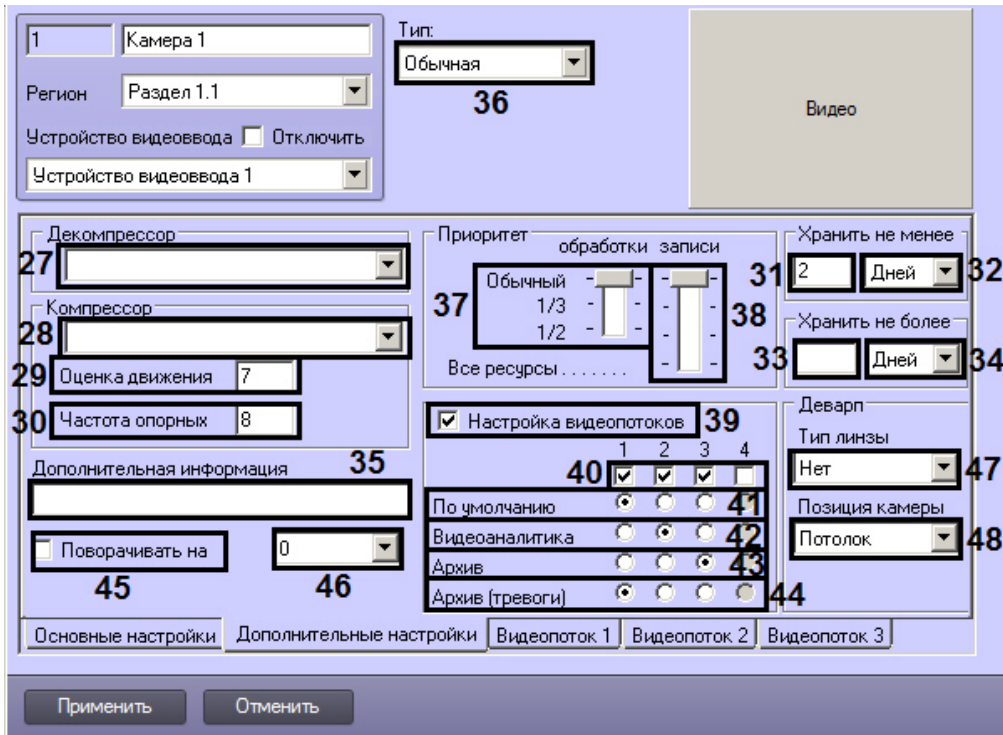 1 Камера 1
Регион Раздел 1.1
Устройство видеоввода Отключить
Устройство видеоввода 1
Тип:
Обычная
36
Видео
Декомпрессор
27
Компрессор
28
29 Оценка движения 7
30 Частота опорных 8
Дополнительная информация 35
Поворачивать на 0
45 46
Приоритет
обработки записи
Обычный
37 1/3 38
1/2
Все ресурсы . . . . . . .
Настройка видеопотоков 39
1 2 3 4
40
По умолчанию 41
Видеоаналитика 42
Архив 43
Архив (тревоги) 44
Хранить не менее
31 2 Дней 32
Хранить не более
33 Дней 34
Деварп
Тип линзы
Нет 47
Позиция камеры
Потолок 48
Основные настройки Дополнительные настройки Видеопоток 1 Видеопоток 2 Видеопоток 3
Применить Отменить